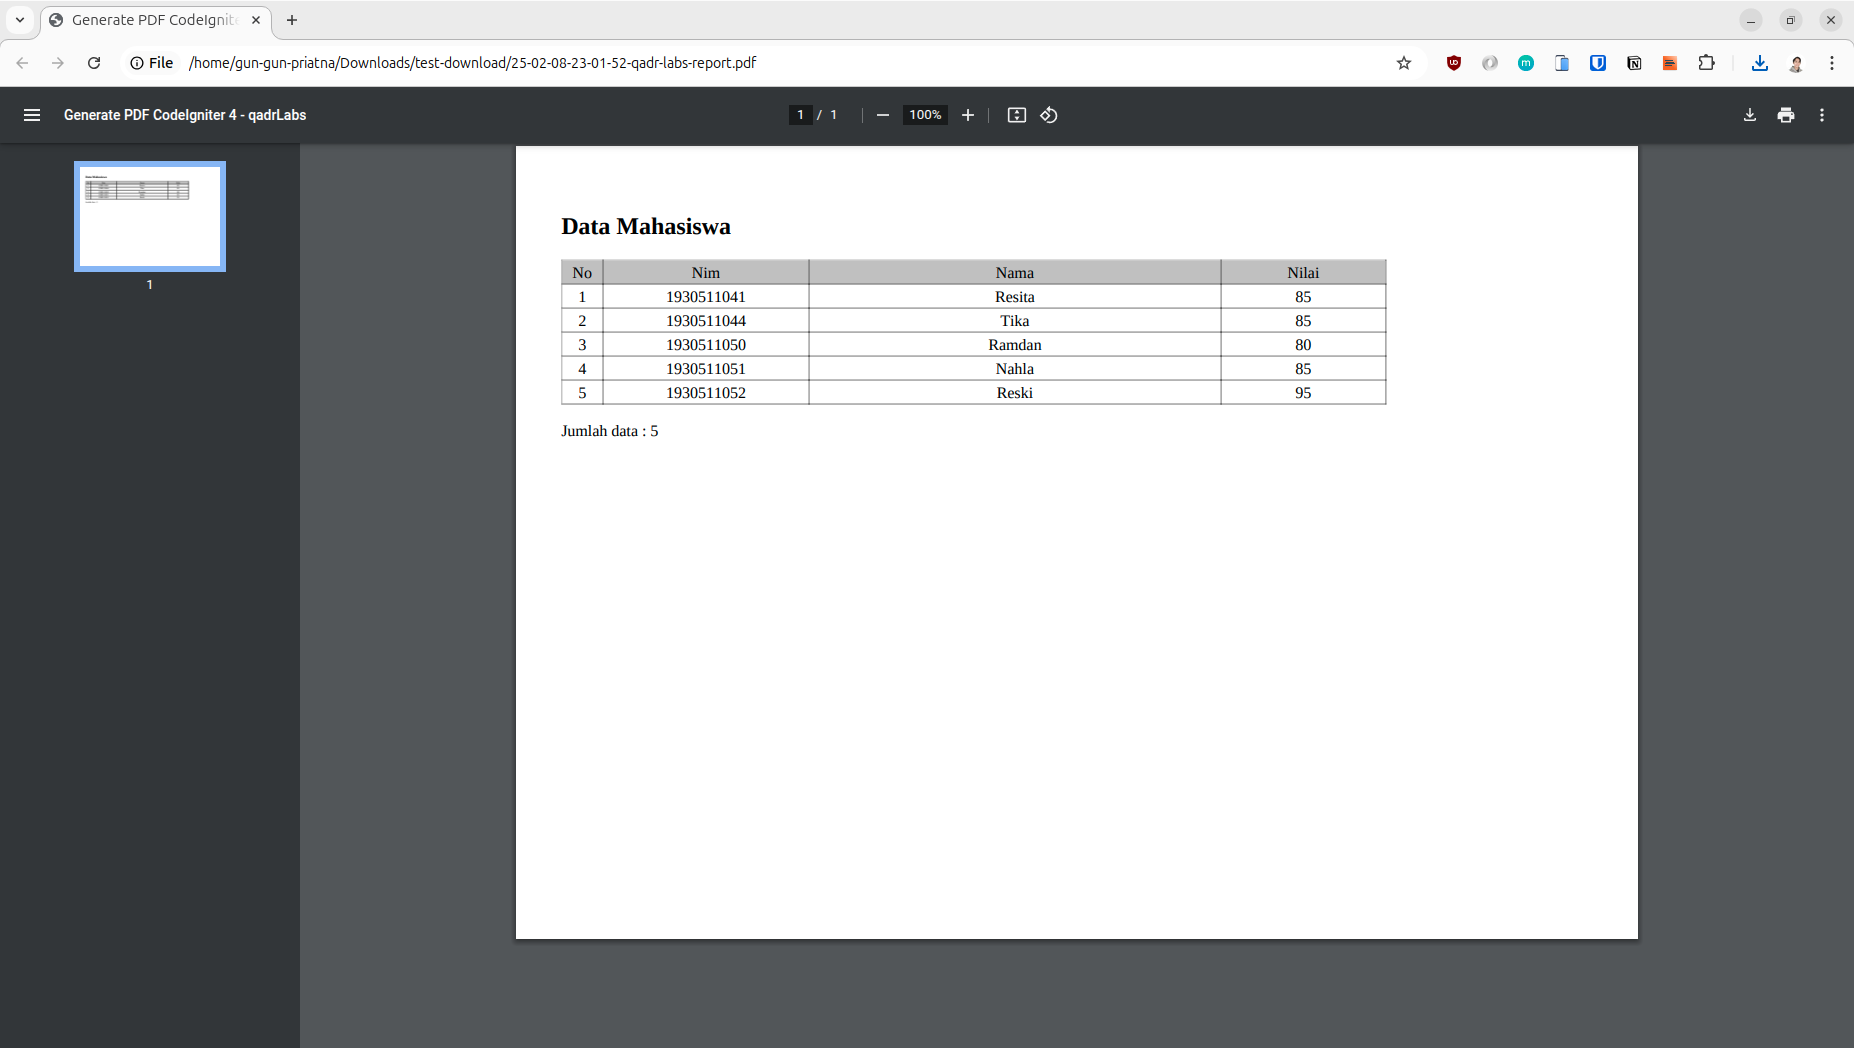 Generate PDF CodeIgnite
File /home/gun-gun-priatna/Downloads/test-download/25-02-08-23-01-52-qadr-labs-report.pdf
Generate PDF CodeIgniter 4 - qadrLabs
1 / 1
100%
1
Data Mahasiswa
No Nim Nama Nilai
1 1930511041 Resita 85
2 1930511044 Tika 85
3 1930511050 Ramdan 80
4 1930511051 Nahla 85
5 1930511052 Reski 95
Jumlah data : 5